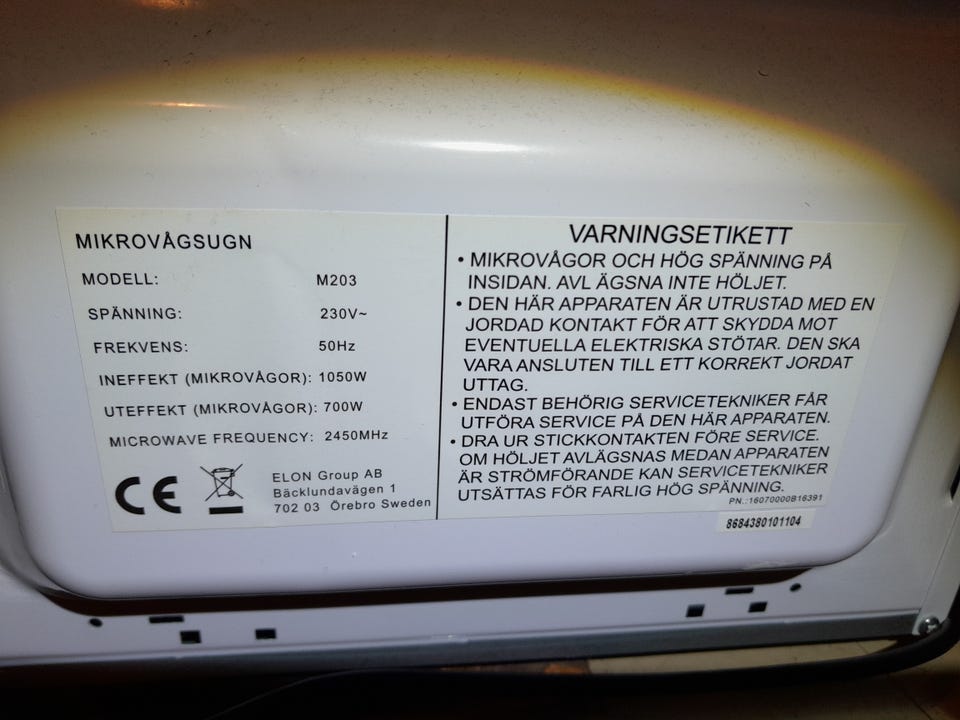 MIKROVÅGSUGN
MODELL: M203
SPÄNNING: 230V~
FREKVENS: 50Hz
INEFFEKT (MIKROVÅGOR): 1050W
UTEFFEKT (MIKROVÅGOR): 700W
MICROWAVE FREQUENCY: 2450MHz
CE
ELON Group AB
Bäcklundavägen 1
702 03 Örebro Sweden
VARNINGSETIKETT
• MIKROVÅGOR OCH HÖG SPÄNNING PÅ
INSIDAN. AVL ÄGSNA INTE HÖLJET.
• DEN HÄR APPARATEN ÄR UTRUSTAD MED EN
JORDAD KONTAKT FÖR ATT SKYDDA MOT
EVENTUELLA ELEKTRISKA STÖTAR. DEN SKA
VARA ANSLUTEN TILL ETT KORREKT JORDAT
UTTAG.
• ENDAST BEHÖRIG SERVICETEKNIKER FÅR
UTFÖRA SERVICE PÅ DEN HÄR APPARATEN.
• DRA UR STICKKONTAKTEN FÖRE SERVICE.
OM HÖLJET AVLÄGSNAS MEDAN APPARATEN
ÄR STRÖMFÖRANDE KAN SERVICETEKNIKER
UTSÄTTAS FÖR FARLIG HÖG SPÄNNING.
PN.:16070000B16391
8684380101104